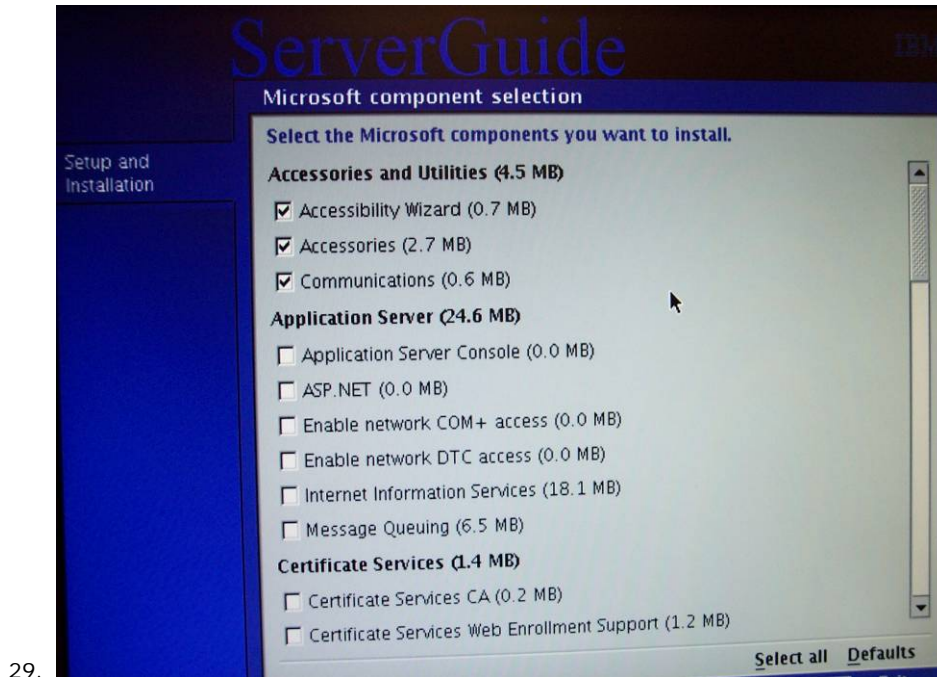 ServerGuide
IBM
Microsoft component selection
Select the Microsoft components you want to install.
Setup and
Installation
Accessories and Utilities (4.5 MB)
Accessibility Wizard (0.7 MB)
Accessories (2.7 MB)
Communications (0.6 MB)
Application Server (24.6 MB)
Application Server Console (0.0 MB)
ASP.NET (0.0 MB)
Enable network COM+ access (0.0 MB)
Enable network DTC access (0.0 MB)
Internet Information Services (18.1 MB)
Message Queuing (6.5 MB)
Certificate Services (1.4 MB)
Certificate Services CA (0.2 MB)
Certificate Services Web Enrollment Support (1.2 MB)
Select all Defaults
29.